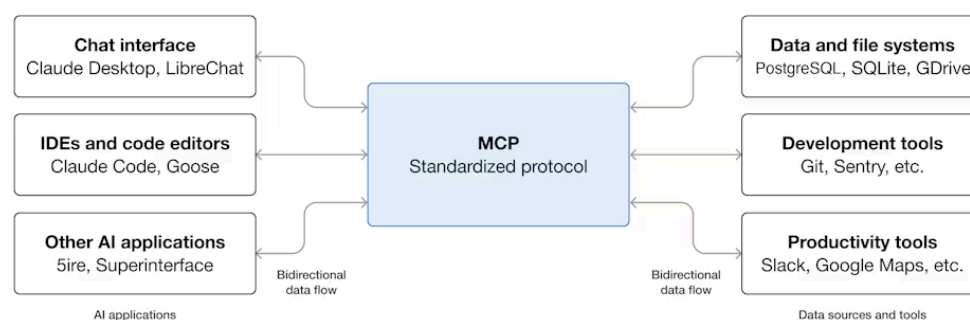 Chat interface
Claude Desktop, LibreChat
IDEs and code editors
Claude Code, Goose
Other AI applications
5ire, Superinterface
AI applications
Bidirectional
data flow
MCP
Standardized protocol
Bidirectional
data flow
Data and file systems
PostgreSQL, SQLite, GDrive
Development tools
Git, Sentry, etc.
Productivity tools
Slack, Google Maps, etc.
Data sources and tools